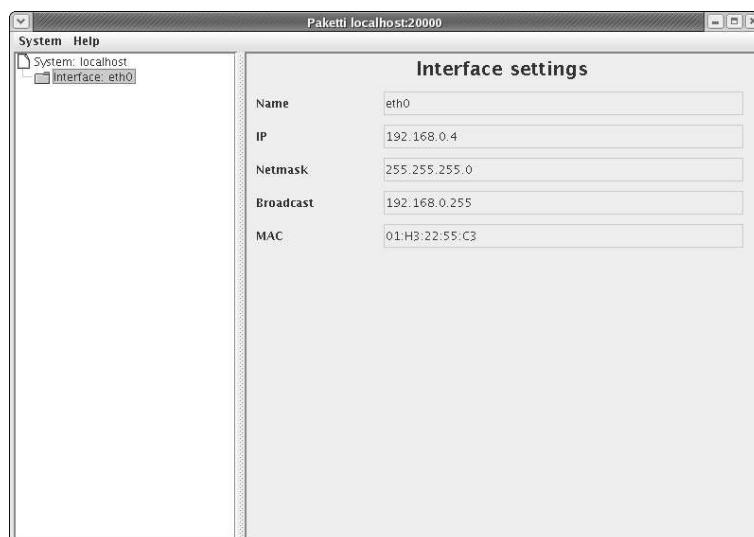 Paketti localhost:20000
System Help
System: localhost
Interface: eth0
Interface settings
Name eth0
IP 192.168.0.4
Netmask 255.255.255.0
Broadcast 192.168.0.255
MAC 01:H3:22:55:C3